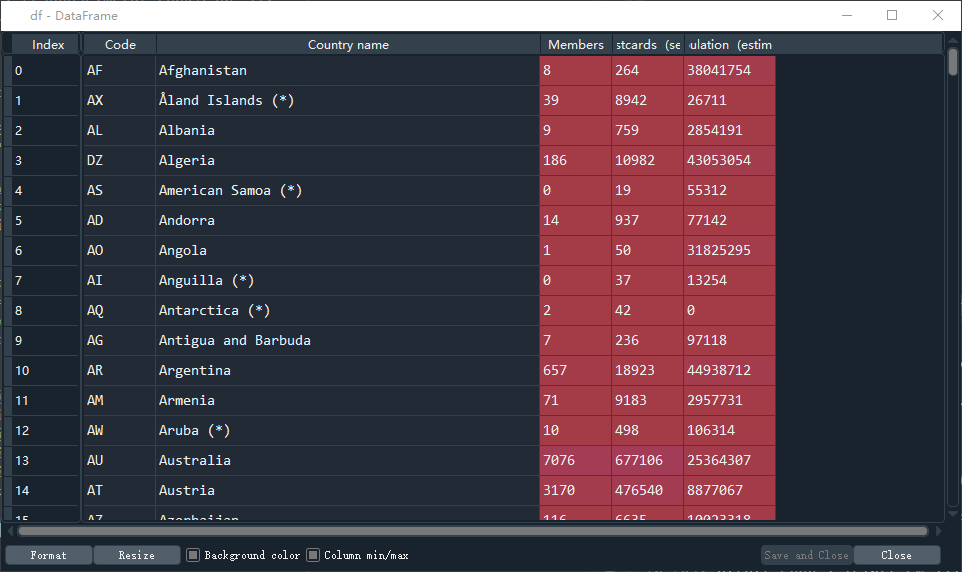 df - DataFrame
Index Code Country name Members stcards (se ulation (estim
0 AF Afghanistan 8 264 38041754
1 AX Åland Islands (*) 39 8942 26711
2 AL Albania 9 759 2854191
3 DZ Algeria 186 10982 43053054
4 AS American Samoa (*) 0 19 55312
5 AD Andorra 14 937 77142
6 AO Angola 1 50 31825295
7 AI Anguilla (*) 0 37 13254
8 AQ Antarctica (*) 2 42 0
9 AG Antigua and Barbuda 7 236 97118
10 AR Argentina 657 18923 44938712
11 AM Armenia 71 9183 2957731
12 AW Aruba (*) 10 498 106314
13 AU Australia 7076 677106 25364307
14 AT Austria 3170 476540 8877067
15 AZ Azerbaijan 116 6635 10023318
Format Resize Background color Column min/max Save and Close Close